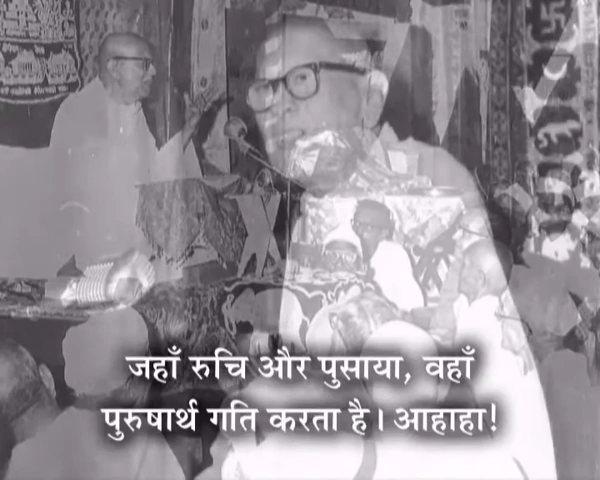 जहाँ रुचि और पुसाया, वहाँ
पुरुषार्थ गति करता है। आहाहा!